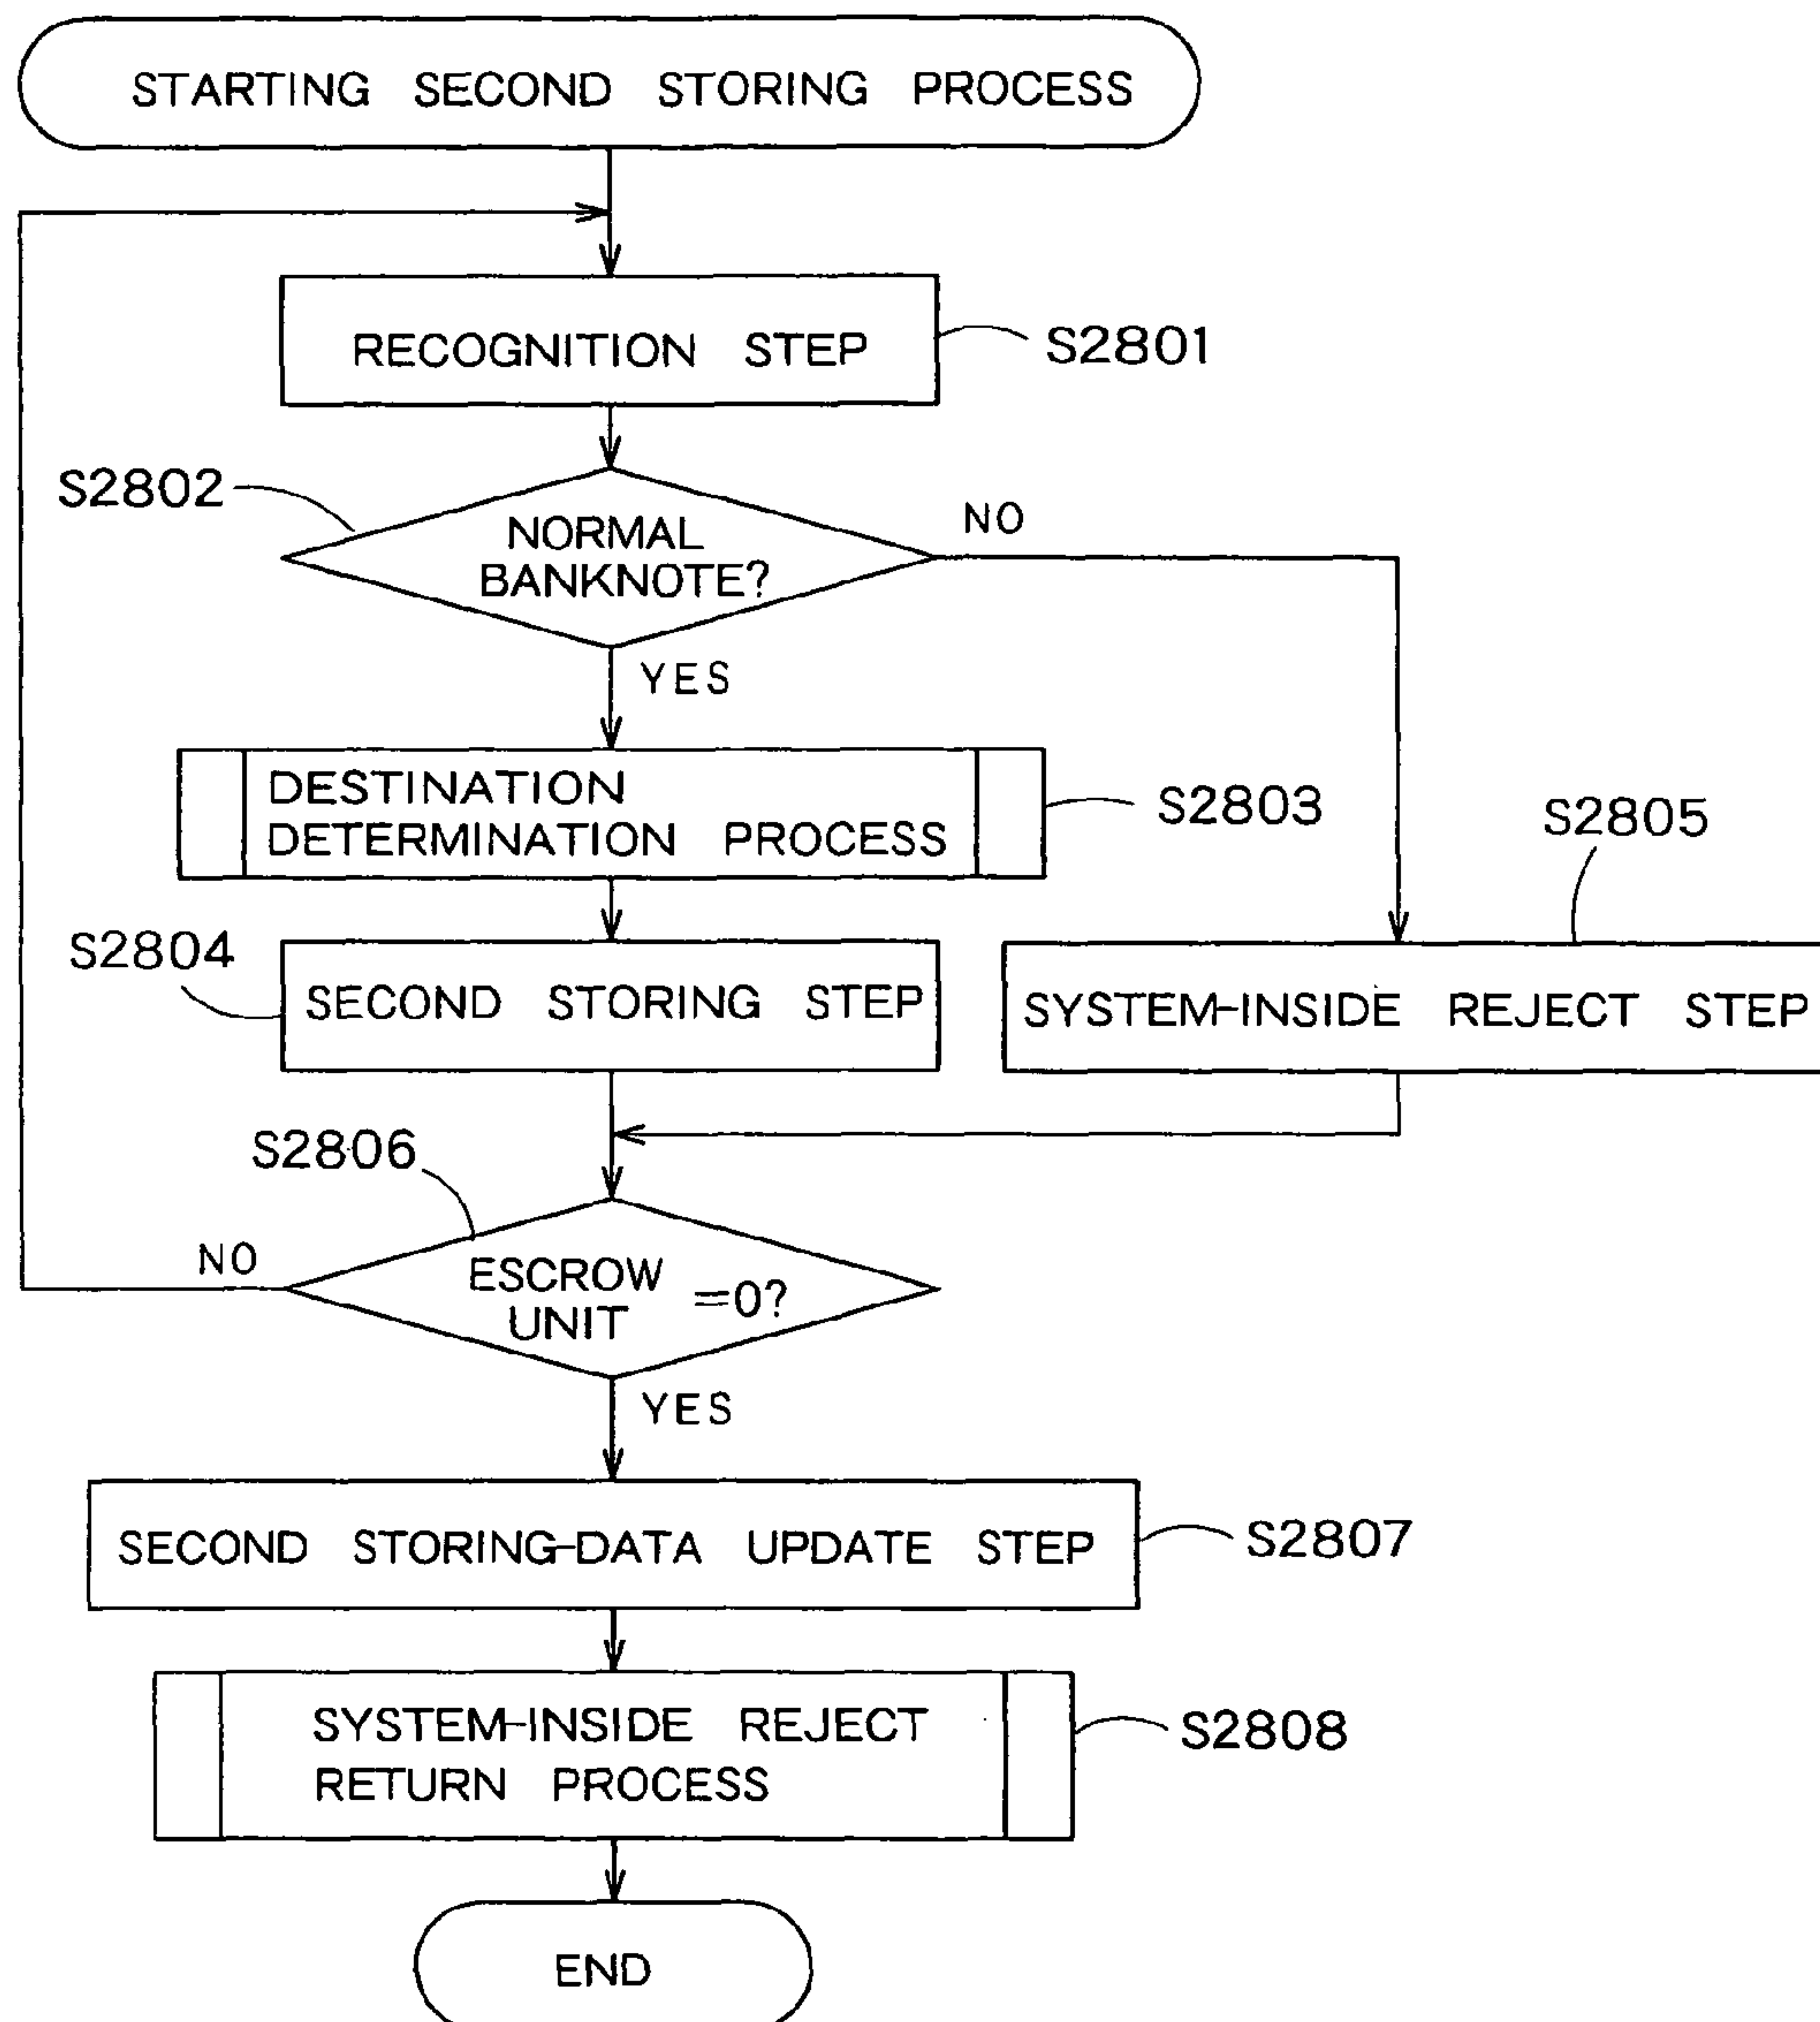 STARTING SECOND STORING PROCESS
RECOGNITION STEP
S2801
S2802
NORMAL
BANKNOTE?
NO
YES
DESTINATION
DETERMINATION PROCESS
S2803
S2805
S2804
SECOND STORING STEP
SYSTEM-INSIDE REJECT STEP
S2806
NO
ESCROW
UNIT =0?
YES
SECOND STORING-DATA UPDATE STEP
S2807
SYSTEM-INSIDE REJECT
RETURN PROCESS
S2808
END